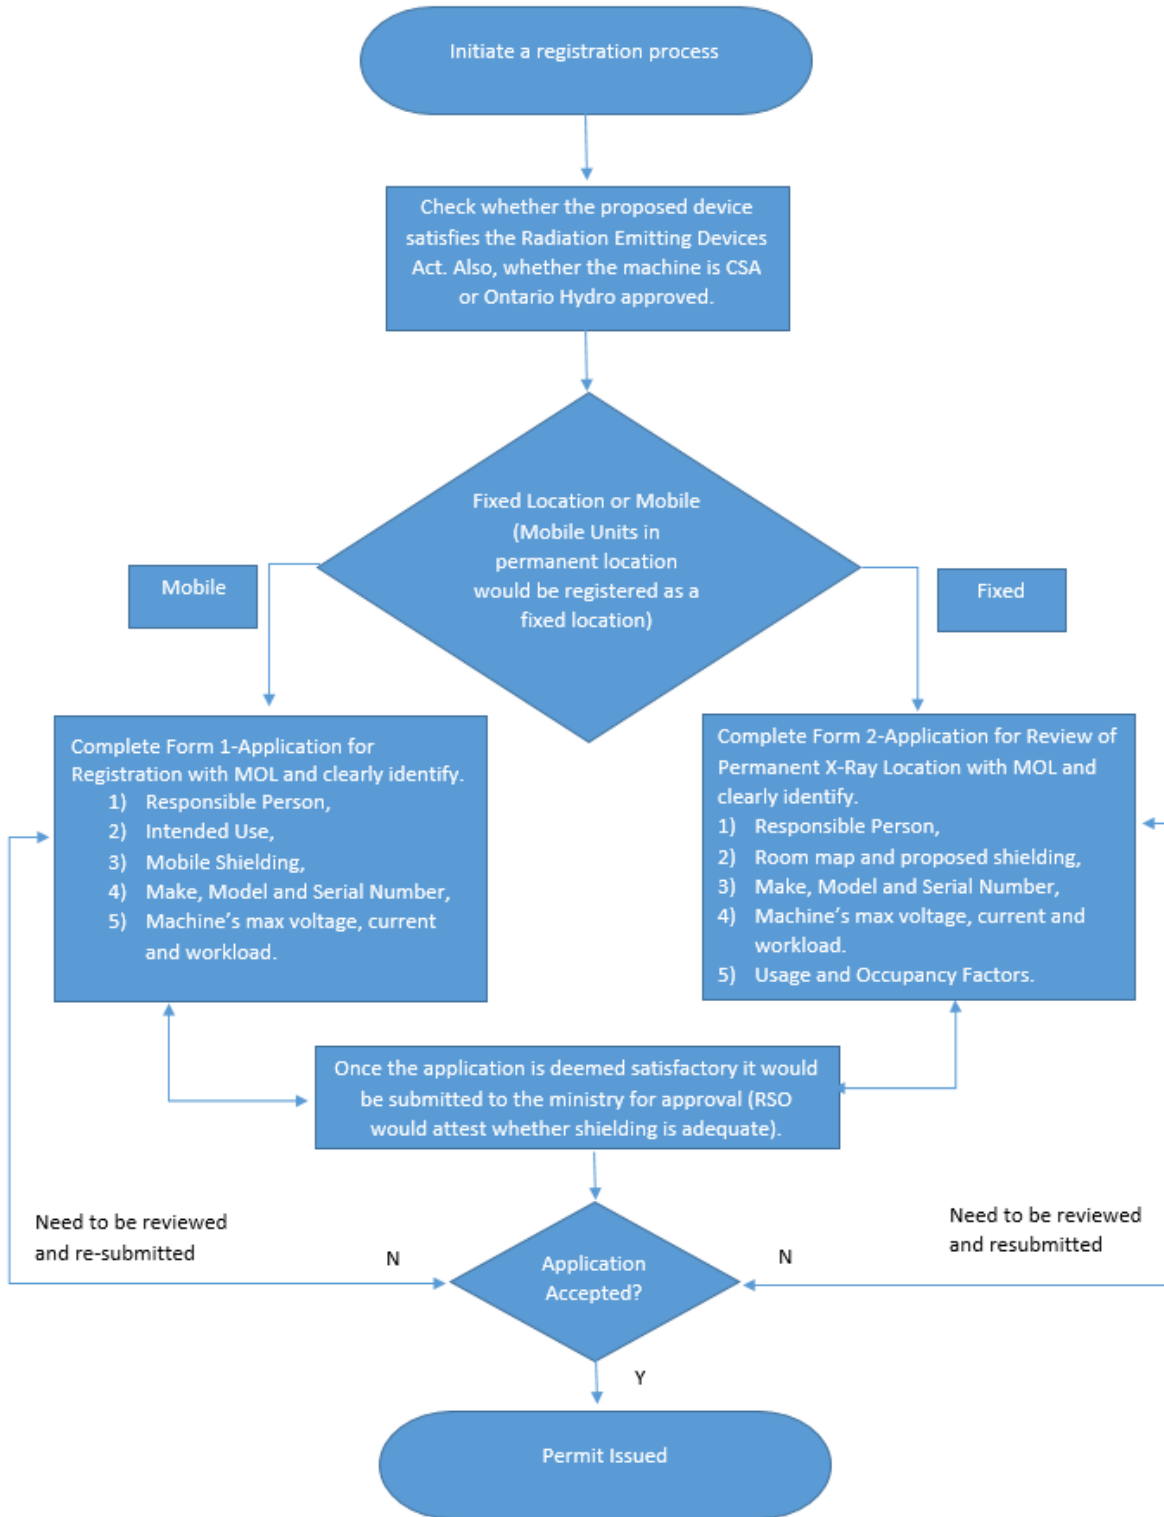 Initiate a registration process
Check whether the proposed device
satisfies the Radiation Emitting Devices
Act. Also, whether the machine is CSA
or Ontario Hydro approved.
Fixed Location or Mobile
(Mobile Units in
permanent location
would be registered as a
fixed location)
Mobile
Fixed
Complete Form 1-Application for
Registration with MOL and clearly identify.
1) Responsible Person,
2) Intended Use,
3) Mobile Shielding,
4) Make, Model and Serial Number,
5) Machine's max voltage, current
and workload.
Complete Form 2-Application for Review of
Permanent X-Ray Location with MOL and
clearly identify.
1) Responsible Person,
2) Room map and proposed shielding,
3) Make, Model and Serial Number,
4) Machine's max voltage, current and
workload.
5) Usage and Occupancy Factors.
Once the application is deemed satisfactory it would
be submitted to the ministry for approval (RSO
would attest whether shielding is adequate).
Need to be reviewed
and re-submitted
N
Application
Accepted?
N
Need to be reviewed
and resubmitted
Y
Permit Issued